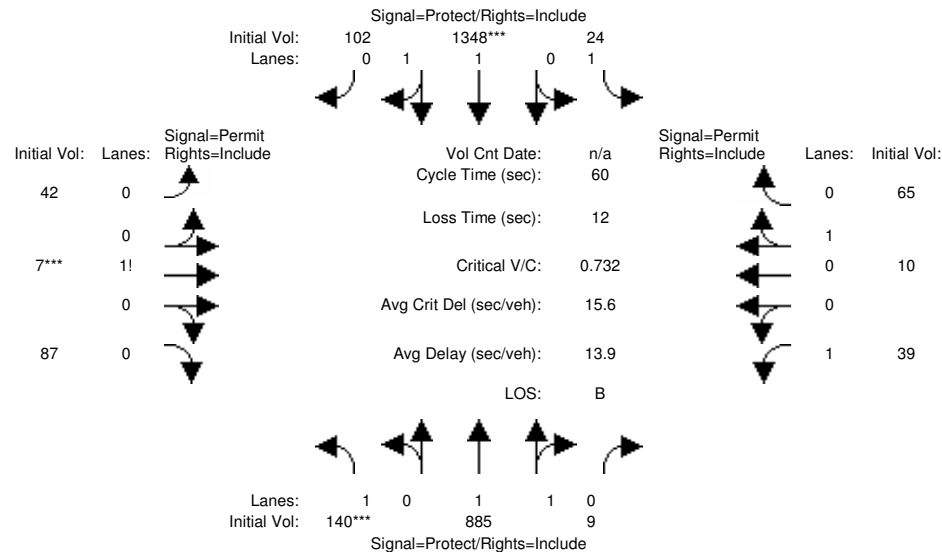 Signal=Protect/Rights=Include
Initial Vol: 102 1348*** 24
Lanes: 0 1 1 0 1
Signal=Permit
Initial Vol: Lanes: Rights=Include
Vol Cnt Date: n/a
Signal=Permit
Rights=Include Lanes: Initial Vol:
Cycle Time (sec): 60
42 0
0 65
Loss Time (sec): 12
0
1
7*** 1!
Critical V/C: 0.732
0 10
0
Avg Crit Del (sec/veh): 15.6
0
87 0
Avg Delay (sec/veh): 13.9
1 39
LOS: B
Lanes: 1 0 1 1 0
Initial Vol: 140*** 885 9
Signal=Protect/Rights=Include